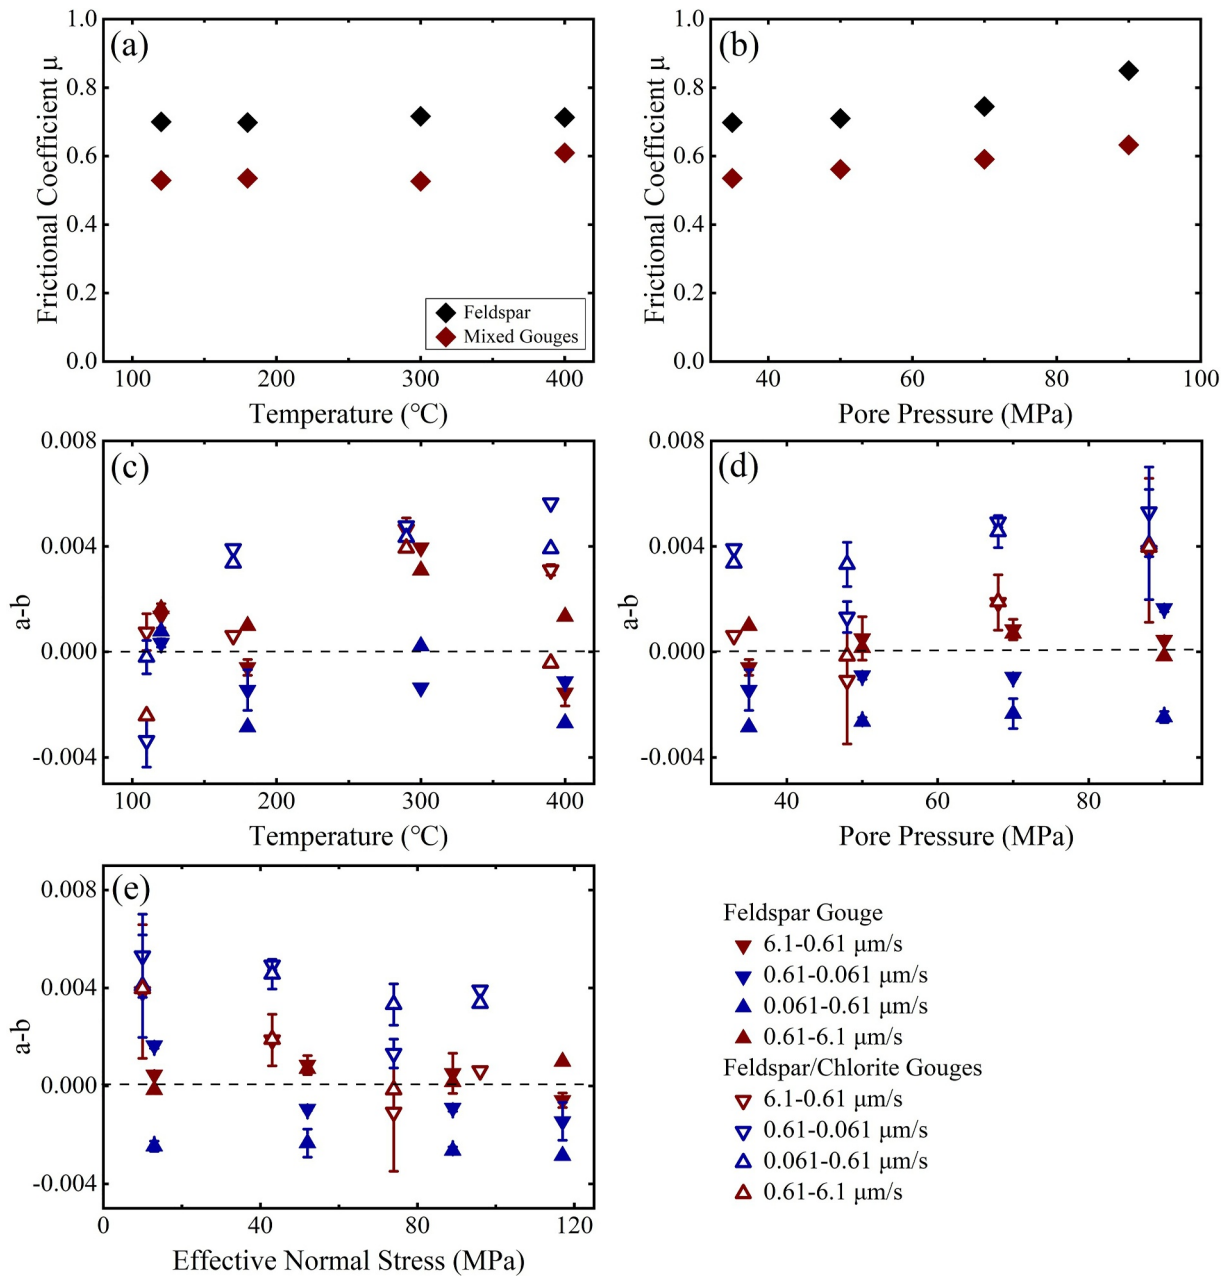 (a)
Frictional Coefficient μ
1.0
0.8
0.6
0.4
0.2
0.0
Feldspar
Mixed Gouges
100 200 300 400
Temperature (℃)
(b)
Frictional Coefficient μ
1.0
0.8
0.6
0.4
0.2
0.0
40 60 80 100
Pore Pressure (MPa)
(c)
a-b
0.008
0.004
0.000
-0.004
100 200 300 400
Temperature (℃)
(d)
a-b
0.008
0.004
0.000
-0.004
40 60 80
Pore Pressure (MPa)
(e)
a-b
0.008
0.004
0.000
-0.004
0 40 80 120
Effective Normal Stress (MPa)
Feldspar Gouge
6.1-0.61 μm/s
0.61-0.061 μm/s
0.061-0.61 μm/s
0.61-6.1 μm/s
Feldspar/Chlorite Gouges
6.1-0.61 μm/s
0.61-0.061 μm/s
0.061-0.61 μm/s
0.61-6.1 μm/s